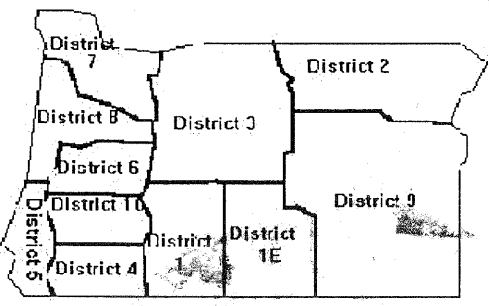 District
7
District 2
District 8
District 3
District 6
District 9
District 10
District 5
District
1
District
1E
District 4